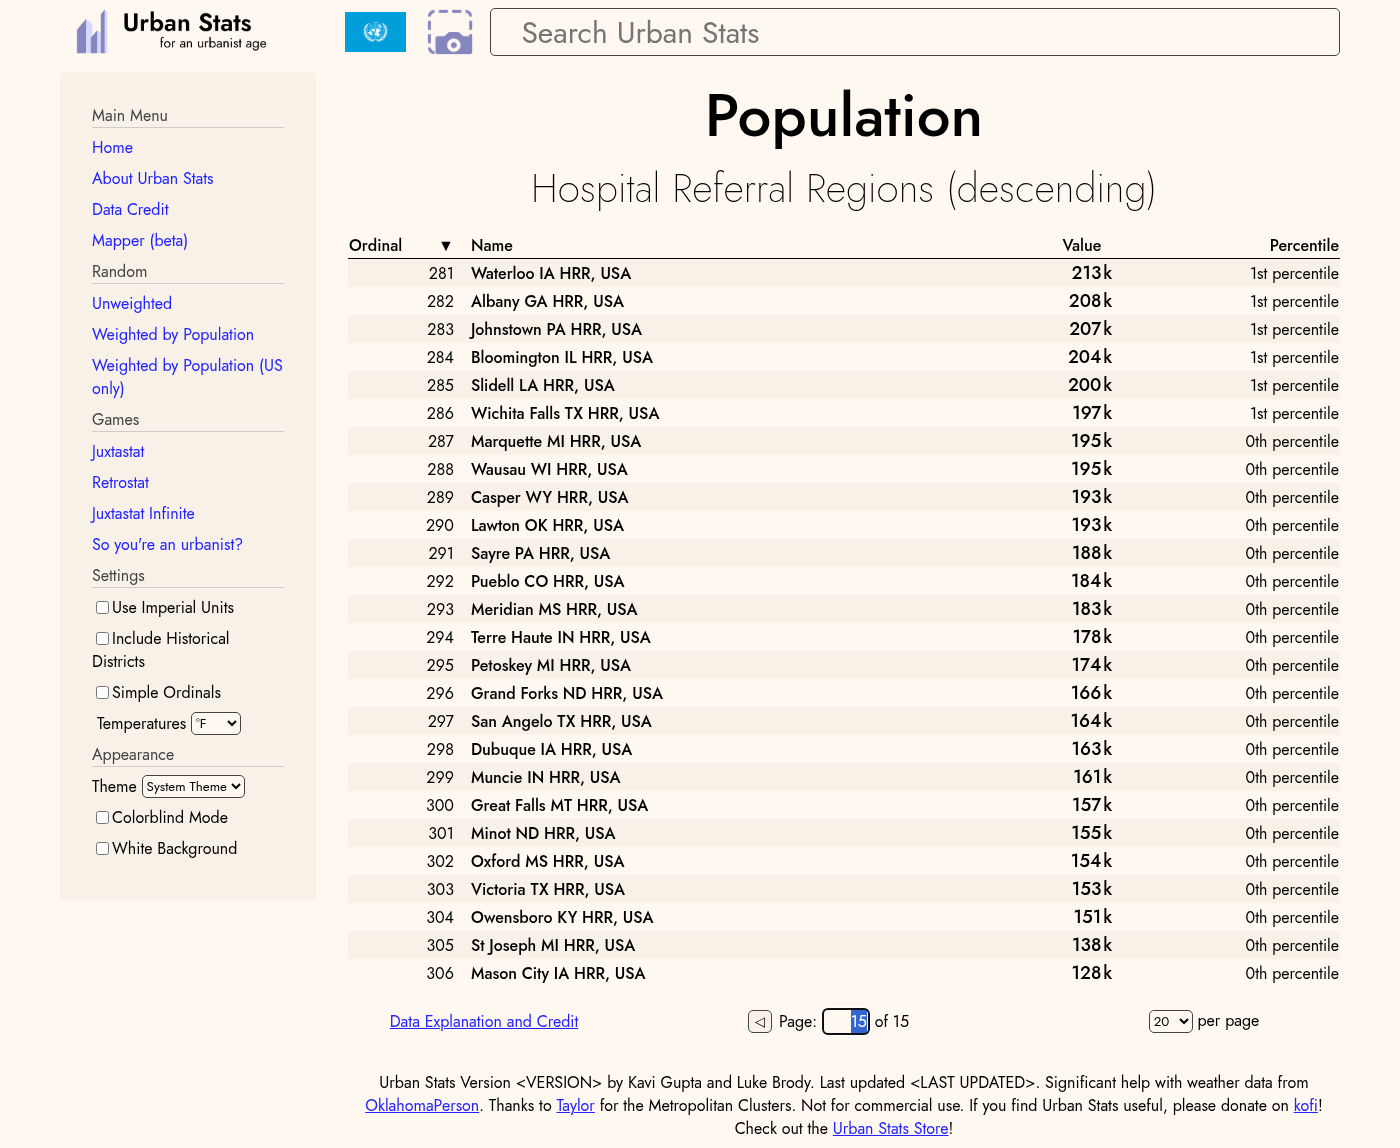 Urban Stats
for an urbanist age
Search Urban Stats
Main Menu
Home
About Urban Stats
Data Credit
Mapper (beta)
Random
Unweighted
Weighted by Population
Weighted by Population (US
only)
Games
Juxtastat
Retrostat
Juxtastat Infinite
So you're an urbanist?
Settings
Use Imperial Units
Include Historical
Districts
Simple Ordinals
Temperatures °F
Appearance
Theme System Theme
Colorblind Mode
White Background
Population
Hospital Referral Regions (descending)
Ordinal ▼ Name Value Percentile
281 Waterloo IA HRR, USA 213k 1st percentile
282 Albany GA HRR, USA 208k 1st percentile
283 Johnstown PA HRR, USA 207k 1st percentile
284 Bloomington IL HRR, USA 204k 1st percentile
285 Slidell LA HRR, USA 200k 1st percentile
286 Wichita Falls TX HRR, USA 197k 1st percentile
287 Marquette MI HRR, USA 195k 0th percentile
288 Wausau WI HRR, USA 195k 0th percentile
289 Casper WY HRR, USA 193k 0th percentile
290 Lawton OK HRR, USA 193k 0th percentile
291 Sayre PA HRR, USA 188k 0th percentile
292 Pueblo CO HRR, USA 184k 0th percentile
293 Meridian MS HRR, USA 183k 0th percentile
294 Terre Haute IN HRR, USA 178k 0th percentile
295 Petoskey MI HRR, USA 174k 0th percentile
296 Grand Forks ND HRR, USA 166k 0th percentile
297 San Angelo TX HRR, USA 164k 0th percentile
298 Dubuque IA HRR, USA 163k 0th percentile
299 Muncie IN HRR, USA 161k 0th percentile
300 Great Falls MT HRR, USA 157k 0th percentile
301 Minot ND HRR, USA 155k 0th percentile
302 Oxford MS HRR, USA 154k 0th percentile
303 Victoria TX HRR, USA 153k 0th percentile
304 Owensboro KY HRR, USA 151k 0th percentile
305 St Joseph MI HRR, USA 138k 0th percentile
306 Mason City IA HRR, USA 128k 0th percentile
Data Explanation and Credit ◁ Page: 15 of 15 20 per page
Urban Stats Version <VERSION> by Kavi Gupta and Luke Brody. Last updated <LAST UPDATED>. Significant help with weather data from
OklahomaPerson. Thanks to Taylor for the Metropolitan Clusters. Not for commercial use. If you find Urban Stats useful, please donate on kofi!
Check out the Urban Stats Store!